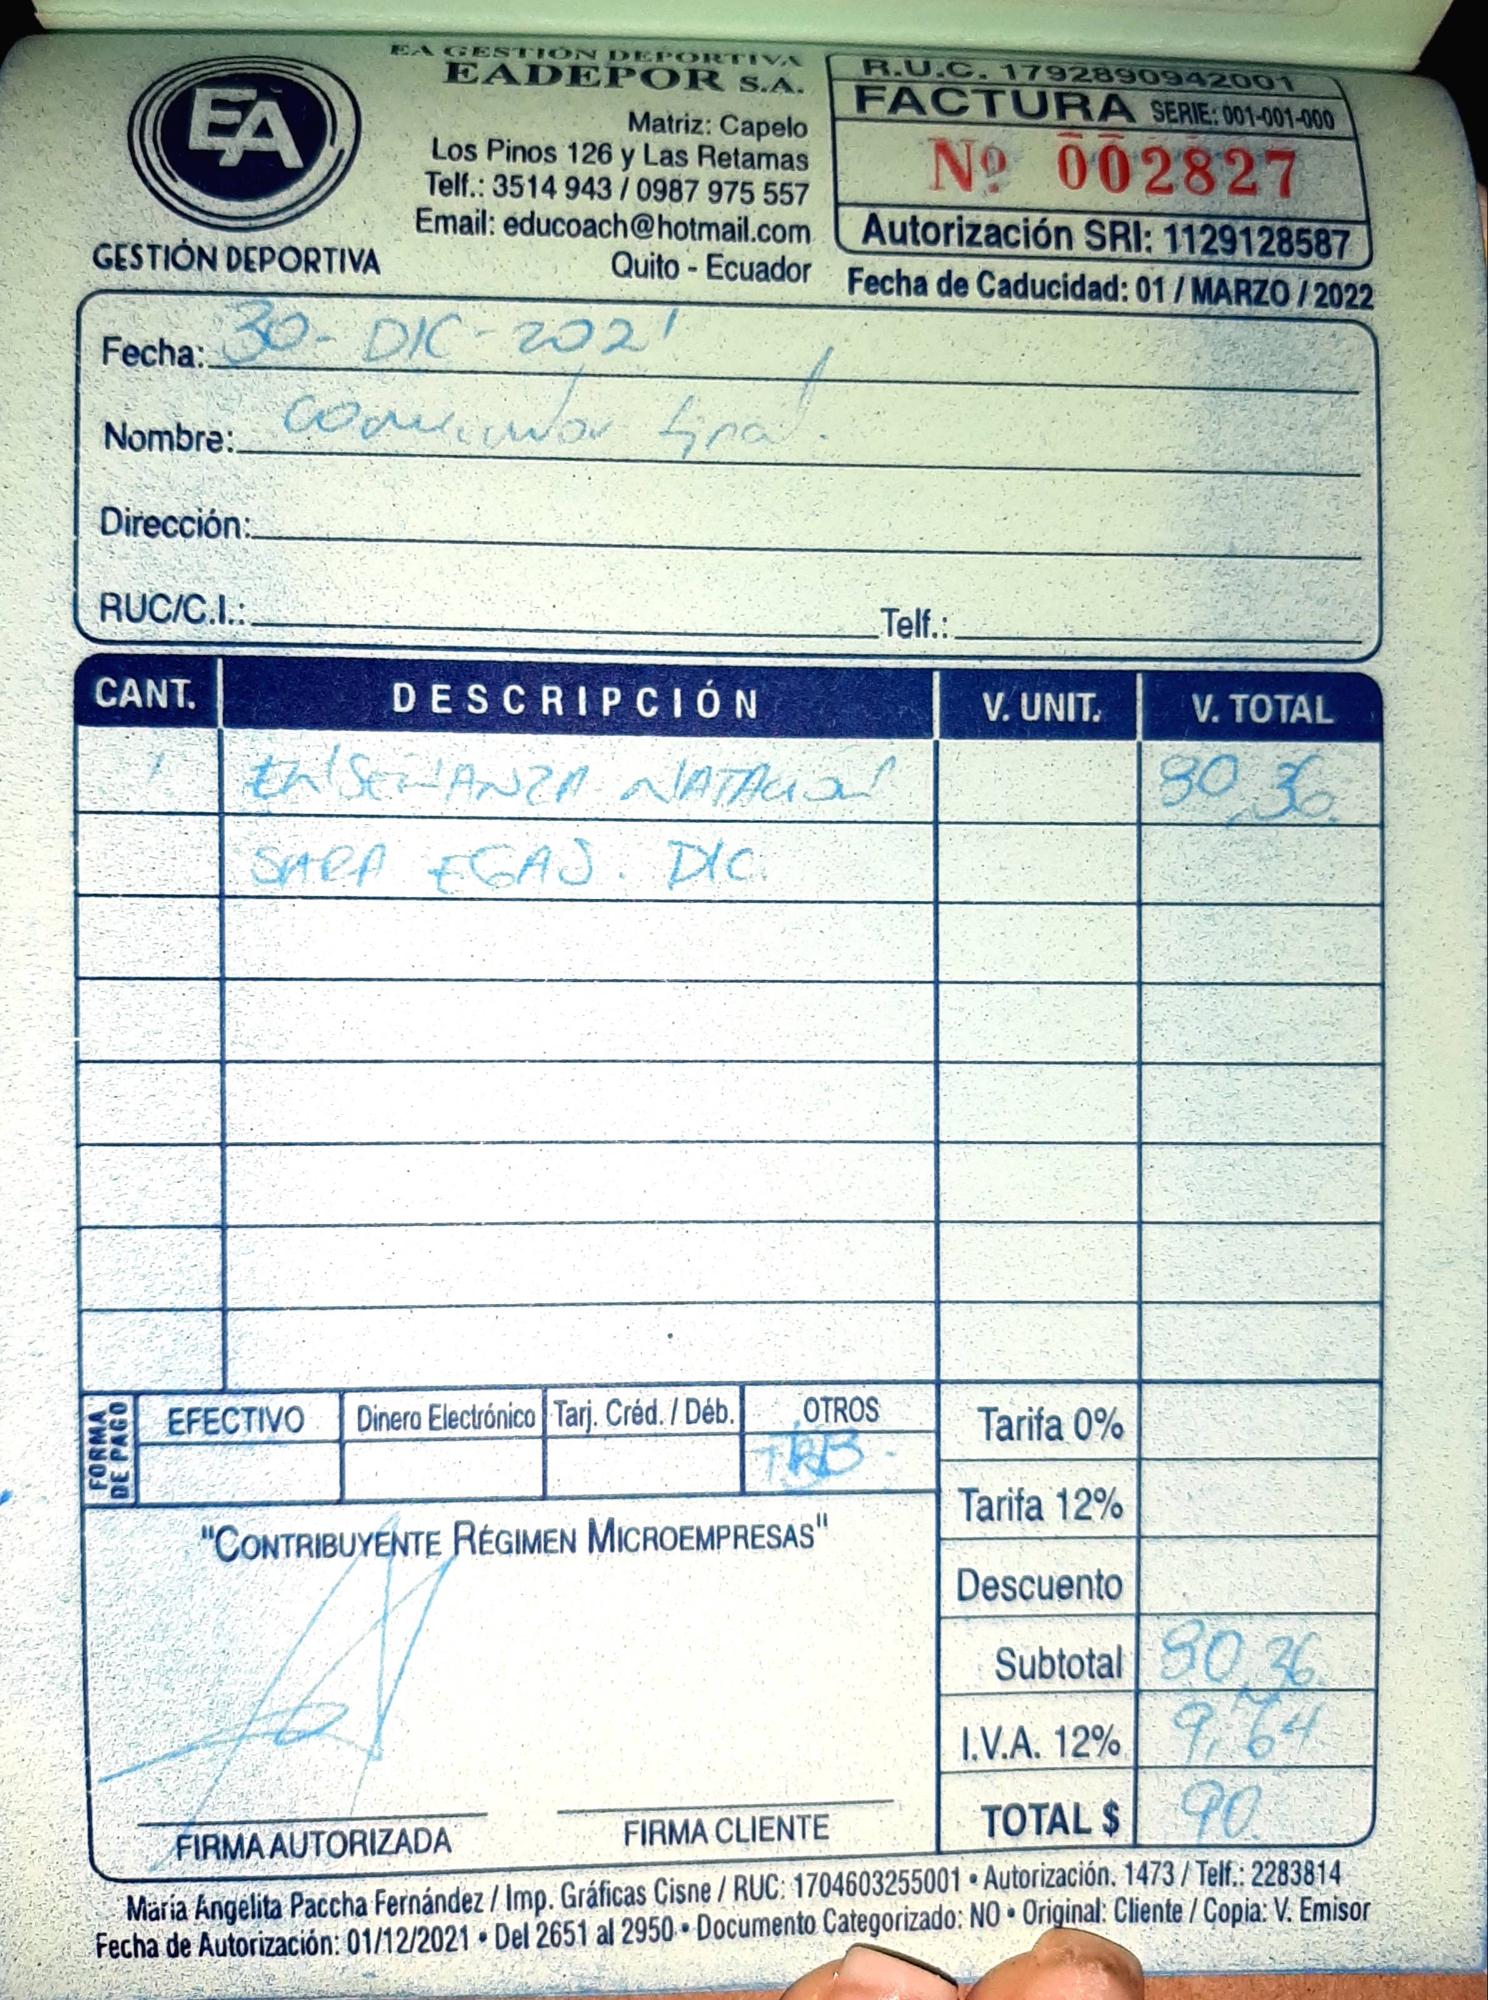 EA
GESTIÓN DEPORTIVA
EA GESTIÓN DEPORTIVA
EADEPOR S.A.
Matriz: Capelo
Los Pinos 126 y Las Retamas
Telf.: 3514 943 / 0987 975 557
Email: educoach@hotmail.com
Quito - Ecuador
R.U.C. 1792890942001
FACTURA SERIE: 001-001-000
Nº 002827
Autorización SRI: 1129128587
Fecha de Caducidad: 01 / MARZO / 2022
Fecha: 30- DIC - 2021
Nombre: consumidor final.
Dirección:
RUC/C.I.: Telf.:
CANT. DESCRIPCIÓN V. UNIT. V. TOTAL
1 ENSEÑANZA NATACION 80,36
SARA EGAS. DIC.
FORMA DE PAGO
EFECTIVO Dinero Electrónico Tarj. Créd. / Déb. OTROS
Tarifa 0%
Tarifa 12%
Descuento
Subtotal 80,36
I.V.A. 12% 9,64
TOTAL $ 90
"CONTRIBUYENTE RÉGIMEN MICROEMPRESAS"
FIRMA AUTORIZADA FIRMA CLIENTE
María Angelita Paccha Fernández / Imp. Gráficas Cisne / RUC: 1704603255001 • Autorización. 1473 / Telf.: 2283814
Fecha de Autorización: 01/12/2021 • Del 2651 al 2950 • Documento Categorizado: NO • Original: Cliente / Copia: V. Emisor